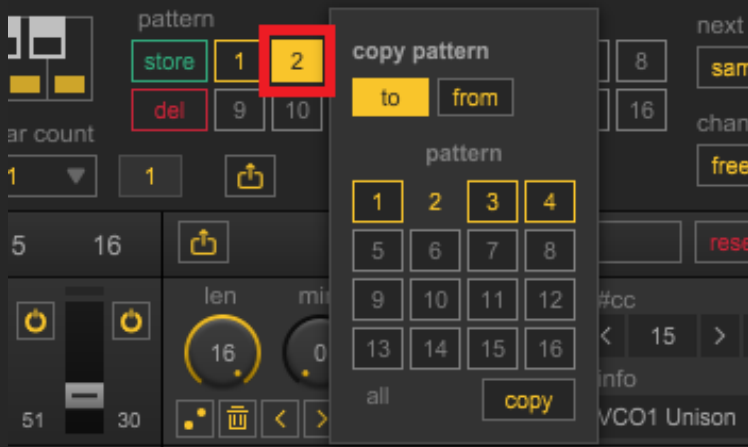 pattern
next
store 1 2
8
sam
del 9 10
16
ar count
chan
1
1
free
copy pattern
to from
pattern
1 2 3 4
5 6 7 8
9 10 11 12
13 14 15 16
all copy
5 16
rese
len
min
#cc
16
0
< 15 >
info
51 30
< >
VCO1 Unison